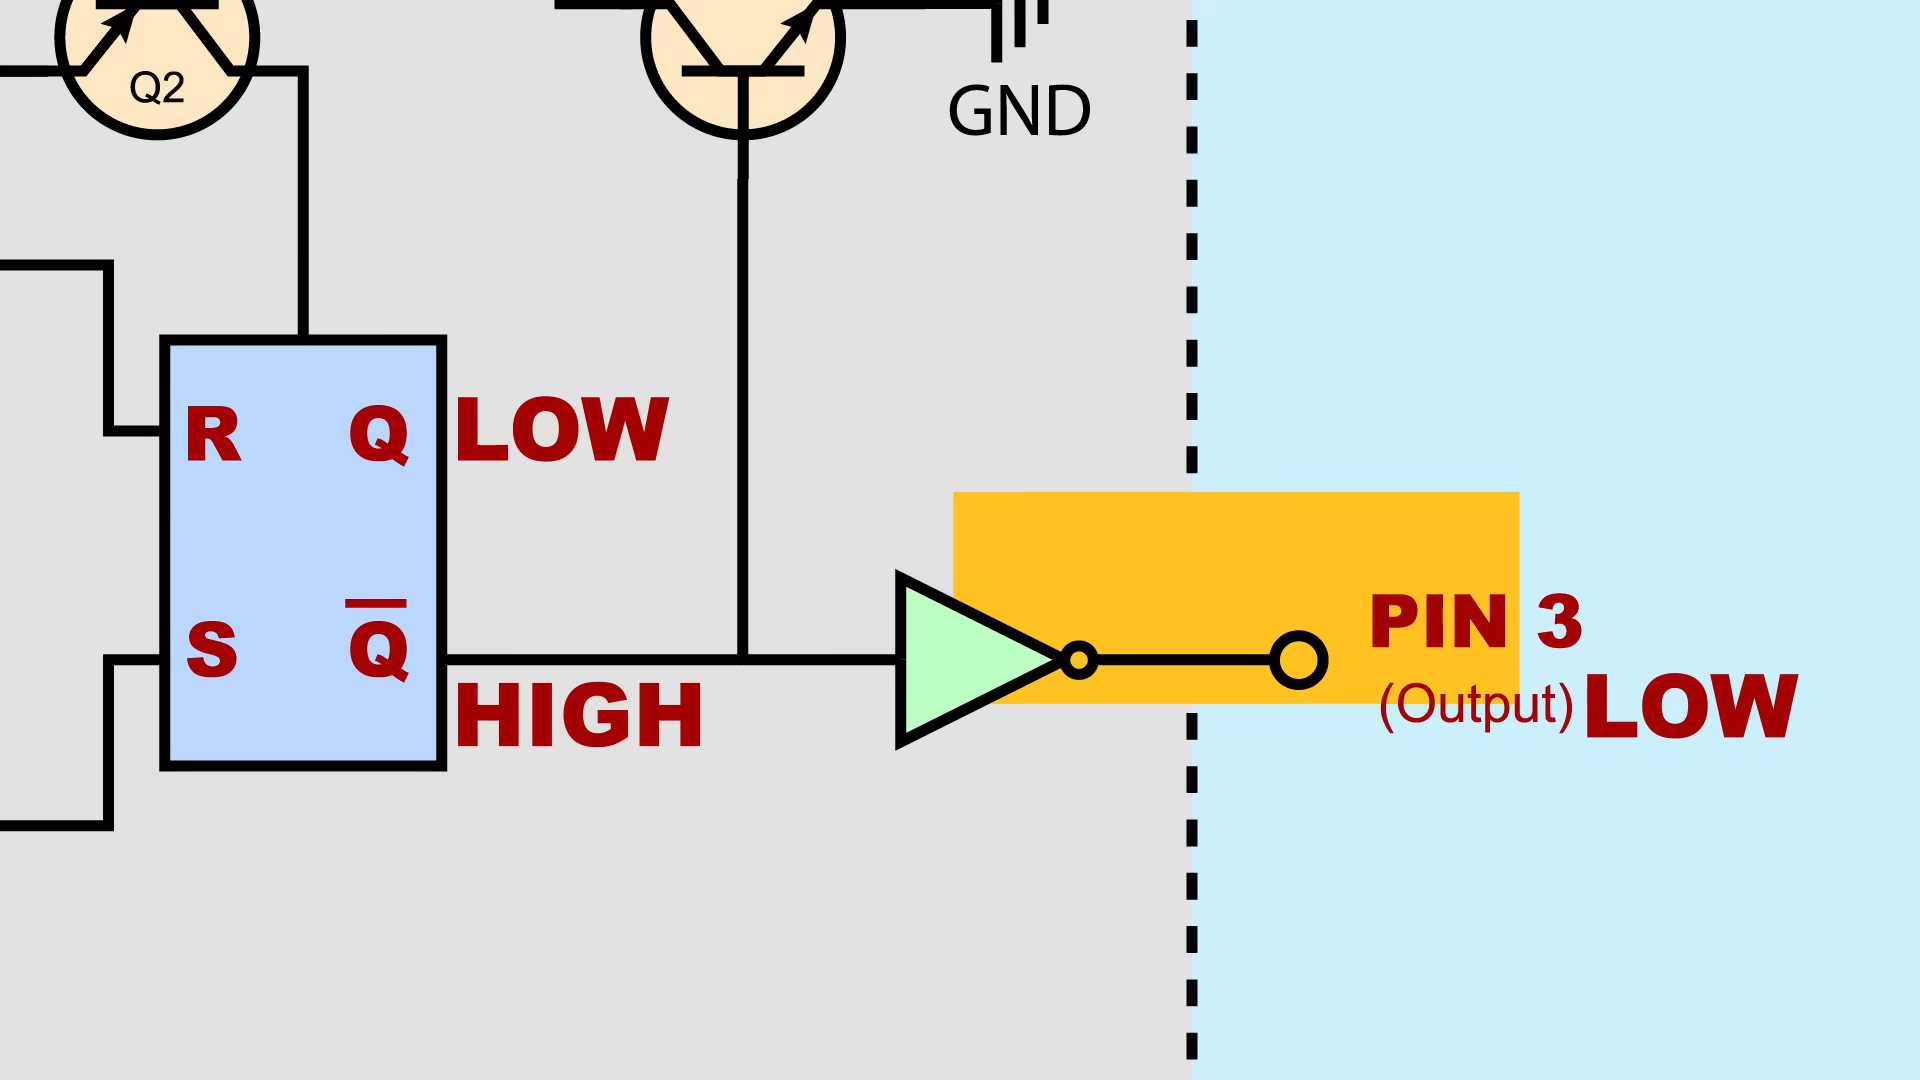 Q2
GND
R Q LOW
S Q̅
HIGH
PIN 3
(Output) LOW